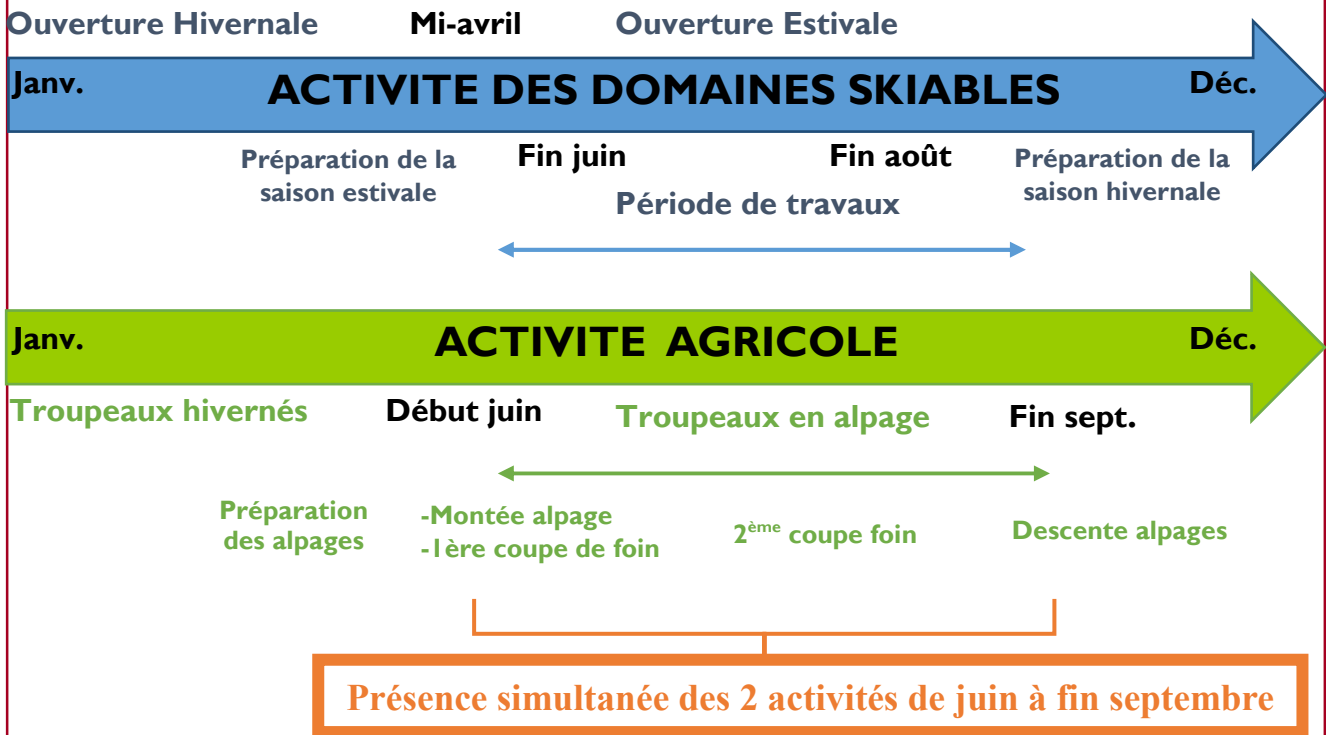 Ouverture Hivernale Mi-avril Ouverture Estivale
Janv. ACTIVITE DES DOMAINES SKIABLES Déc.
Préparation de la
saison estivale
Fin juin
Fin août
Préparation de la
saison hivernale
Période de travaux
Janv. ACTIVITE AGRICOLE Déc.
Troupeaux hivernés Début juin Troupeaux en alpage Fin sept.
Préparation
des alpages
-Montée alpage
-1ère coupe de foin
2ème coupe foin
Descente alpages
Présence simultanée des 2 activités de juin à fin septembre